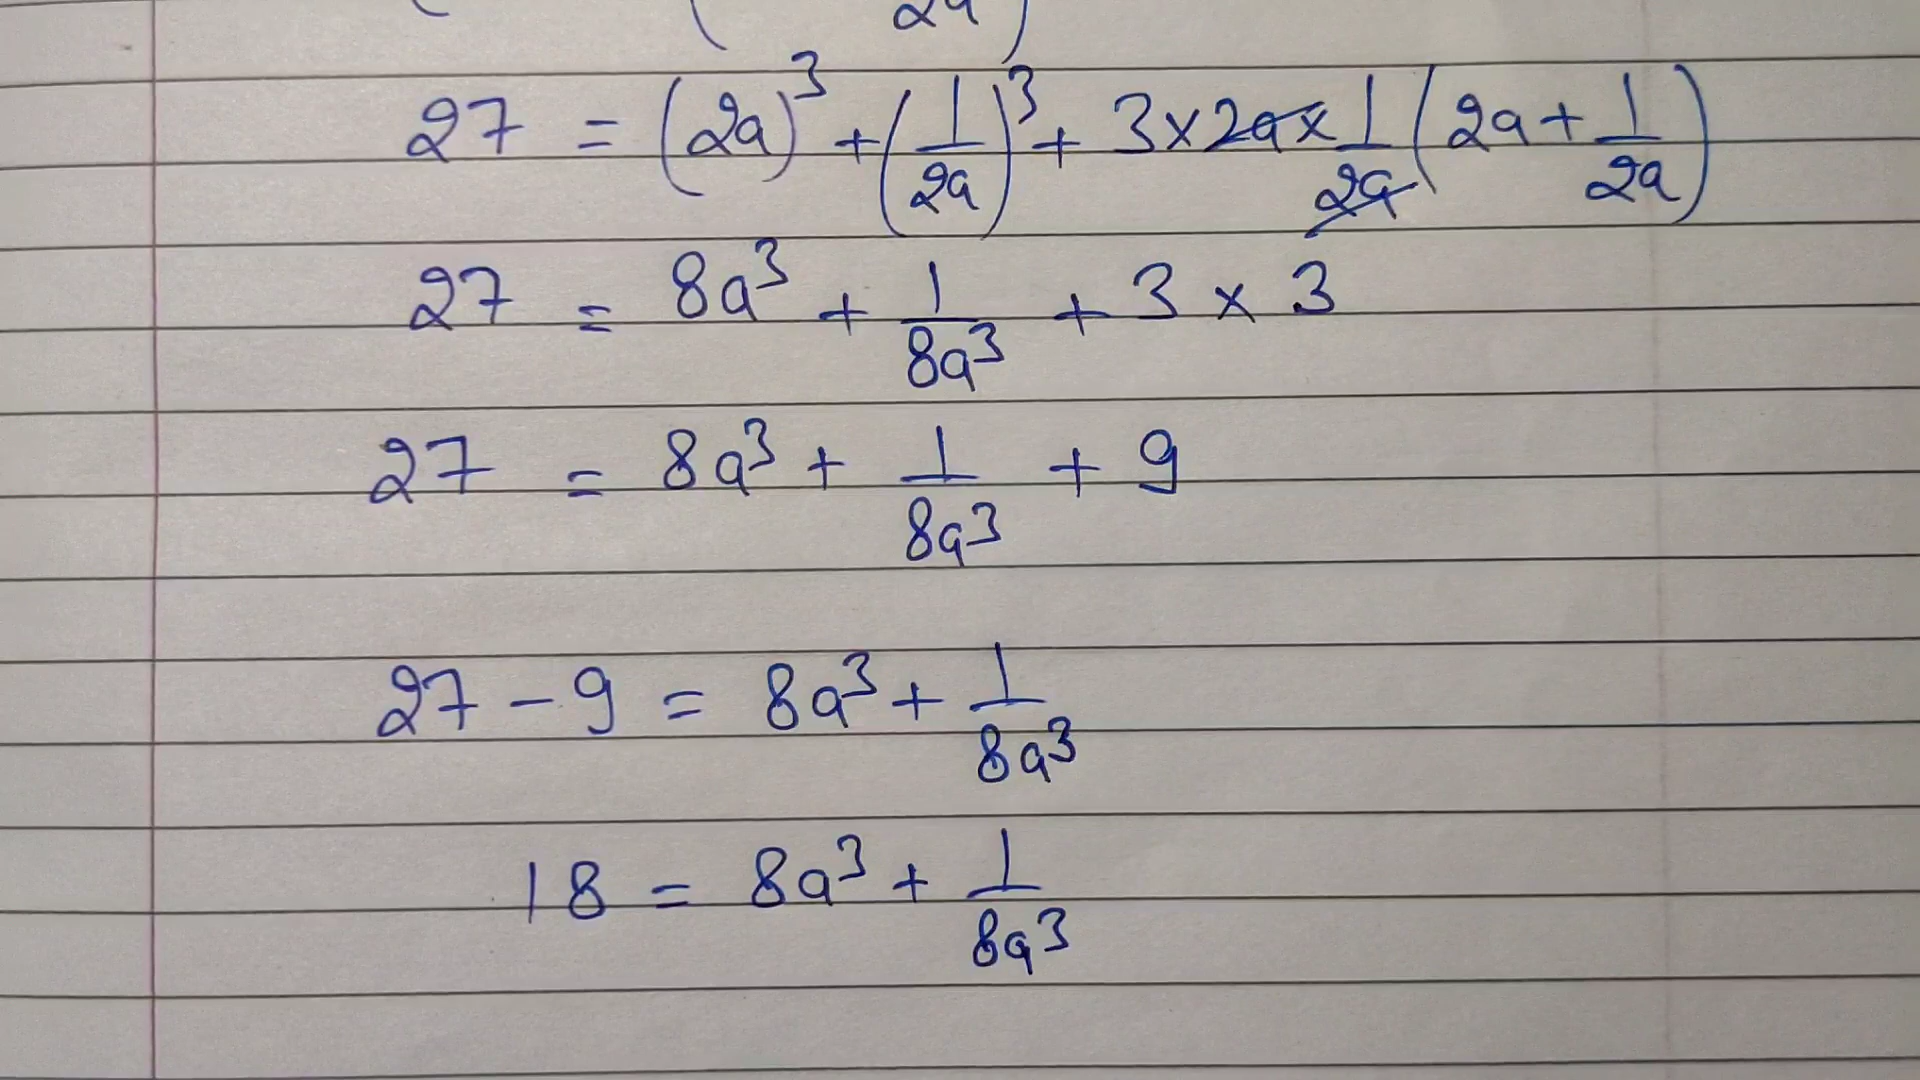 2a
27 = (2a)³ + (1/2a)³ + 3 × 2a × 1/2a (2a + 1/2a)
27 = 8a³ + 1/8a³ + 3 × 3
27 = 8a³ + 1/8a³ + 9
27 - 9 = 8a³ + 1/8a³
18 = 8a³ + 1/8a³